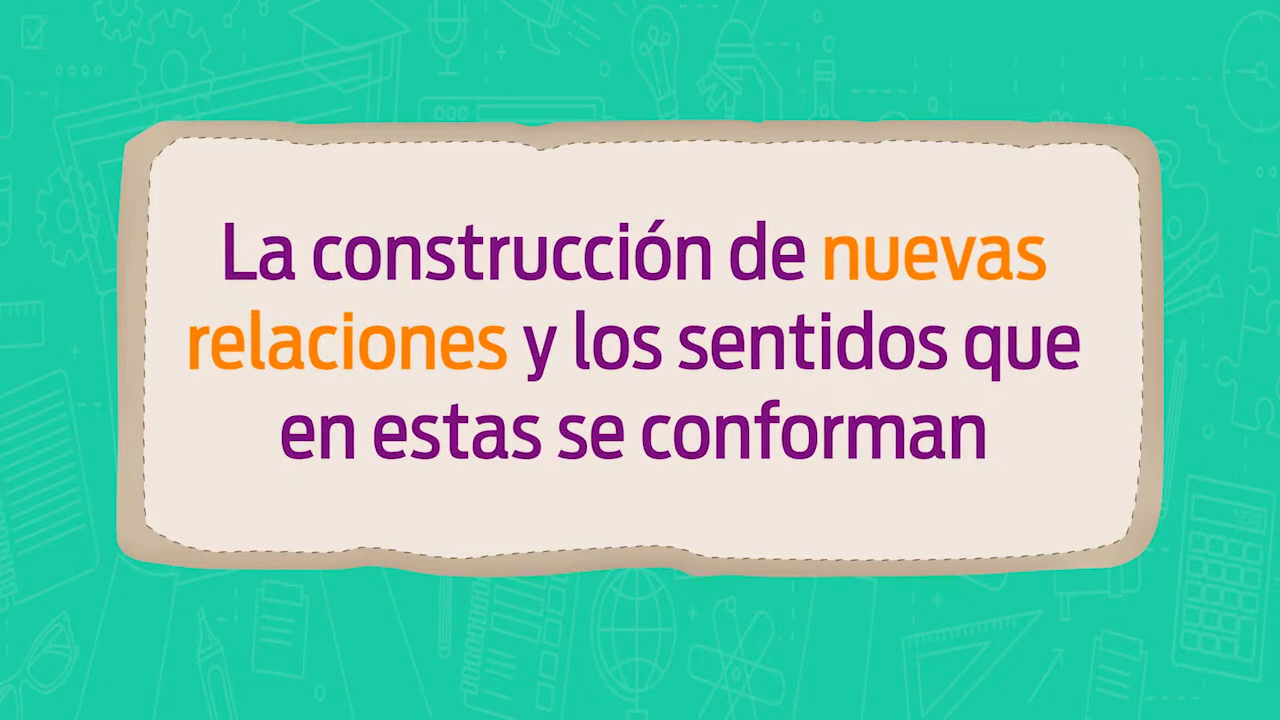 La construcción de nuevas
relaciones y los sentidos que
en estas se conforman